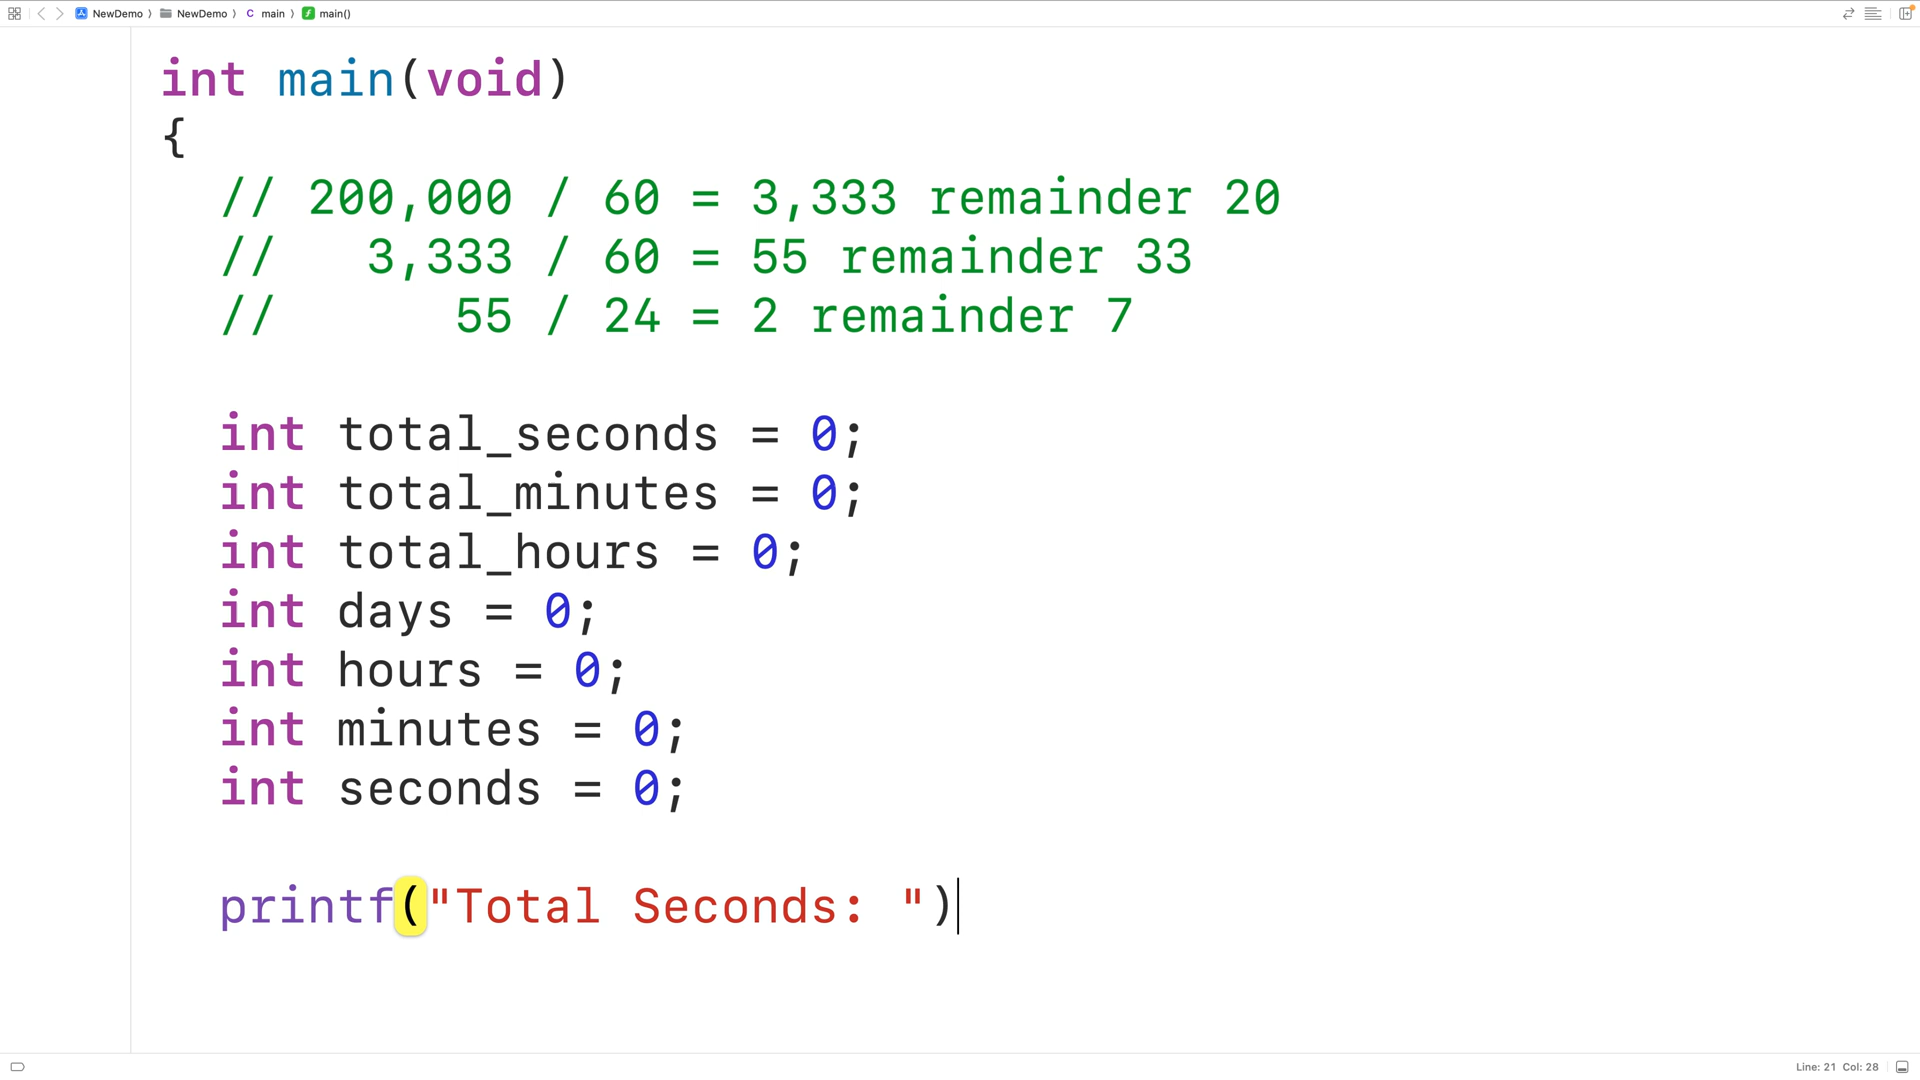 NewDemo ⟩ NewDemo ⟩ C main ⟩ f main()
int main(void)
{
// 200,000 / 60 = 3,333 remainder 20
//   3,333 / 60 = 55 remainder 33
//      55 / 24 = 2 remainder 7
int total_seconds = 0;
int total_minutes = 0;
int total_hours = 0;
int days = 0;
int hours = 0;
int minutes = 0;
int seconds = 0;
printf("Total Seconds: ")
Line: 21 Col: 28